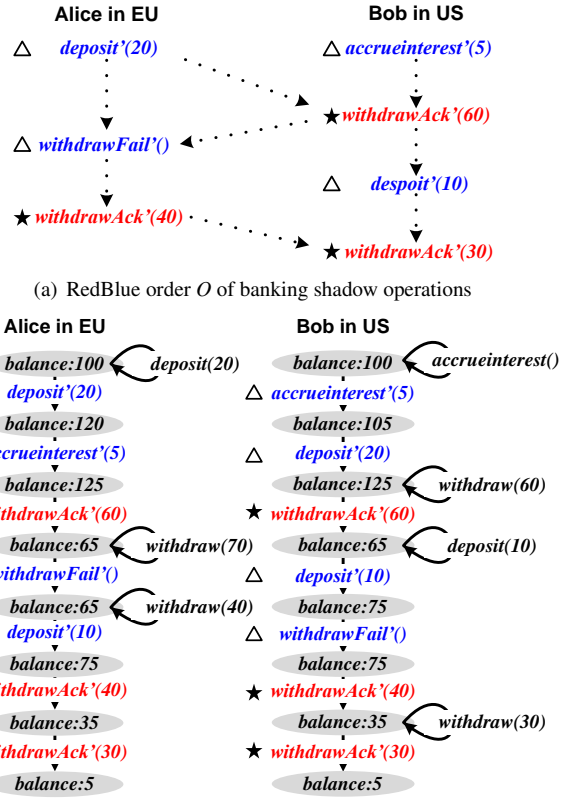 Alice in EU Bob in US
deposit'(20) accrueinterest'(5)
withdrawAck'(60)
withdrawFail'()
despoit'(10)
withdrawAck'(40)
withdrawAck'(30)
(a) RedBlue order O of banking shadow operations
Alice in EU Bob in US
balance:100 deposit(20) balance:100 accrueinterest()
deposit'(20) accrueinterest'(5)
balance:120 balance:105
ccrueinterest'(5) deposit'(20)
balance:125 balance:125 withdraw(60)
ithdrawAck'(60) withdrawAck'(60)
balance:65 withdraw(70) balance:65 deposit(10)
withdrawFail'() deposit'(10)
balance:65 withdraw(40) balance:75
deposit'(10) withdrawFail'()
balance:75 balance:75
ithdrawAck'(40) withdrawAck'(40)
balance:35 balance:35 withdraw(30)
ithdrawAck'(30) withdrawAck'(30)
balance:5 balance:5